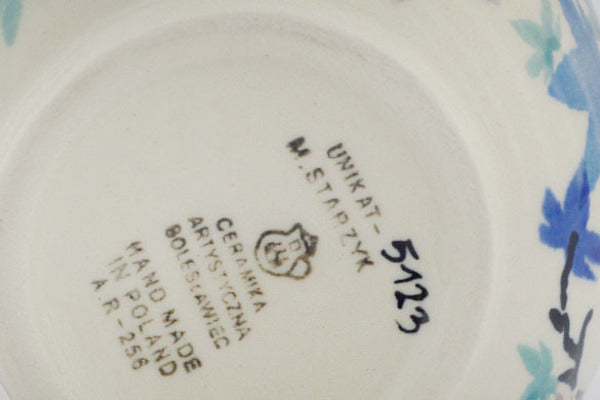 UNIKAT- 5123
M. STARZYK
CERAMIKA
ARTYSTYCZNA
BOLESŁAWIEC
HAND MADE
IN POLAND
A.R-256